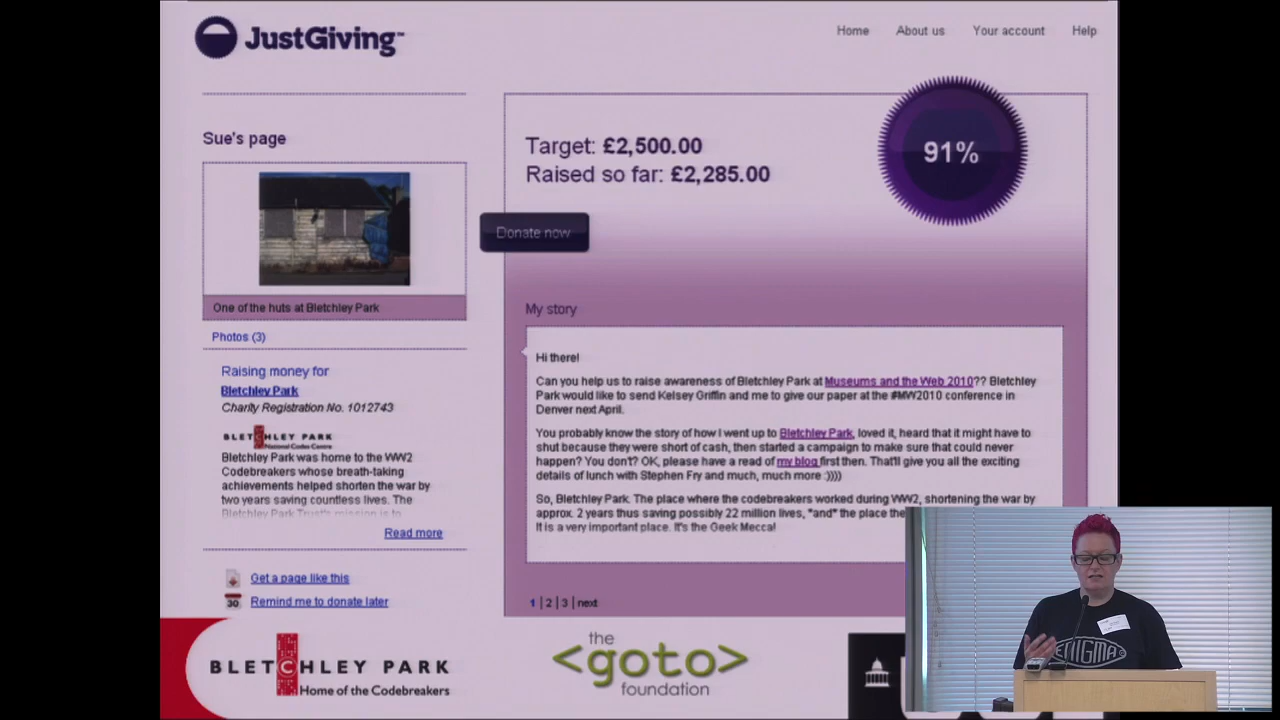 JustGiving™
Home About us Your account Help
Sue's page
Target: £2,500.00
Raised so far: £2,285.00
91%
Donate now
One of the huts at Bletchley Park
Photos (3)
Raising money for
Bletchley Park
Charity Registration No. 1012743
BLETCHLEY PARK
National Codes Centre
Bletchley Park was home to the WW2
Codebreakers whose breath-taking
achievements helped shorten the war by
two years saving countless lives. The
Bletchley Park Trust's mission is to
Read more
Get a page like this
30
Remind me to donate later
My story
Hi there!
Can you help us to raise awareness of Bletchley Park at Museums and the Web 2010?? Bletchley
Park would like to send Kelsey Griffin and me to give our paper at the #MW2010 conference in
Denver next April.
You probably know the story of how I went up to Bletchley Park, loved it, heard that it might have to
shut because they were short of cash, then started a campaign to make sure that could never
happen? You don't? OK, please have a read of my blog first then. That'll give you all the exciting
details of lunch with Stephen Fry and much, much more :))))
So, Bletchley Park. The place where the codebreakers worked during WW2, shortening the war by
approx. 2 years thus saving possibly 22 million lives, *and* the place the
It is a very important place. It's the Geek Mecca!
1 | 2 | 3 | next
BLETCHLEY PARK
Home of the Codebreakers
the
<goto>
foundation
ENIGMA